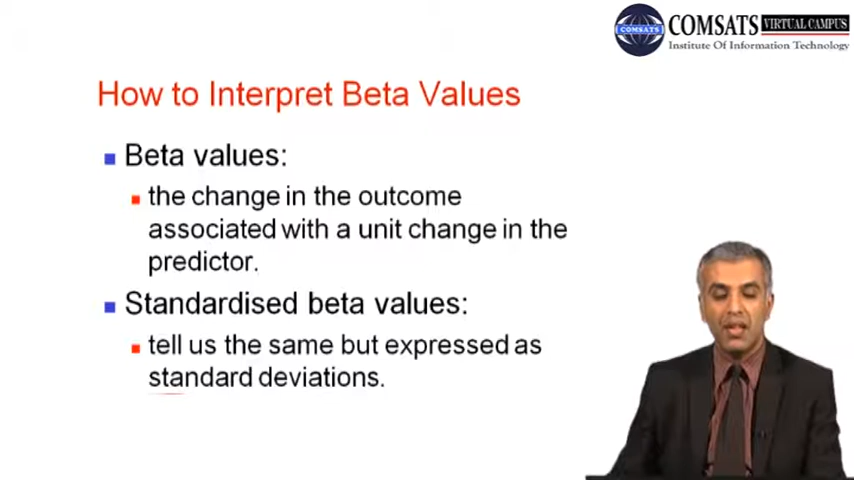 COMSATS
COMSATS VIRTUAL CAMPUS
Institute Of Information Technology
How to Interpret Beta Values
Beta values:
the change in the outcome
associated with a unit change in the
predictor.
Standardised beta values:
tell us the same but expressed as
standard deviations.